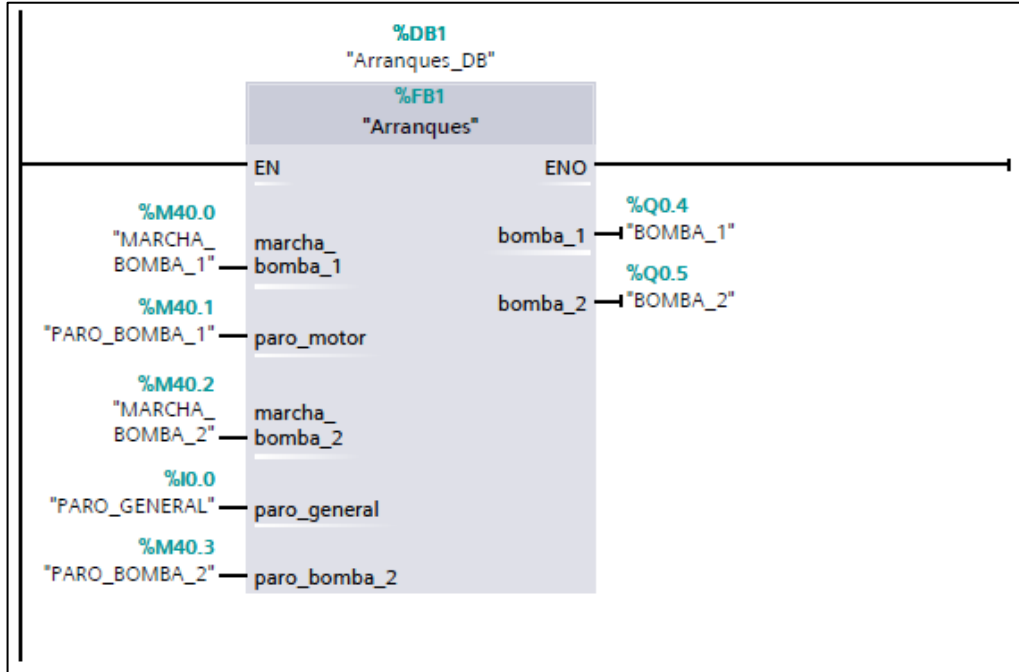 %DB1
"Arranques_DB"
%FB1
"Arranques"
EN
ENO
%M40.0
"MARCHA_
BOMBA_1"
marcha_
bomba_1
%M40.1
"PARO_BOMBA_1"
paro_motor
%M40.2
"MARCHA_
BOMBA_2"
marcha_
bomba_2
%I0.0
"PARO_GENERAL"
paro_general
%M40.3
"PARO_BOMBA_2"
paro_bomba_2
bomba_1
%Q0.4
"BOMBA_1"
bomba_2
%Q0.5
"BOMBA_2"